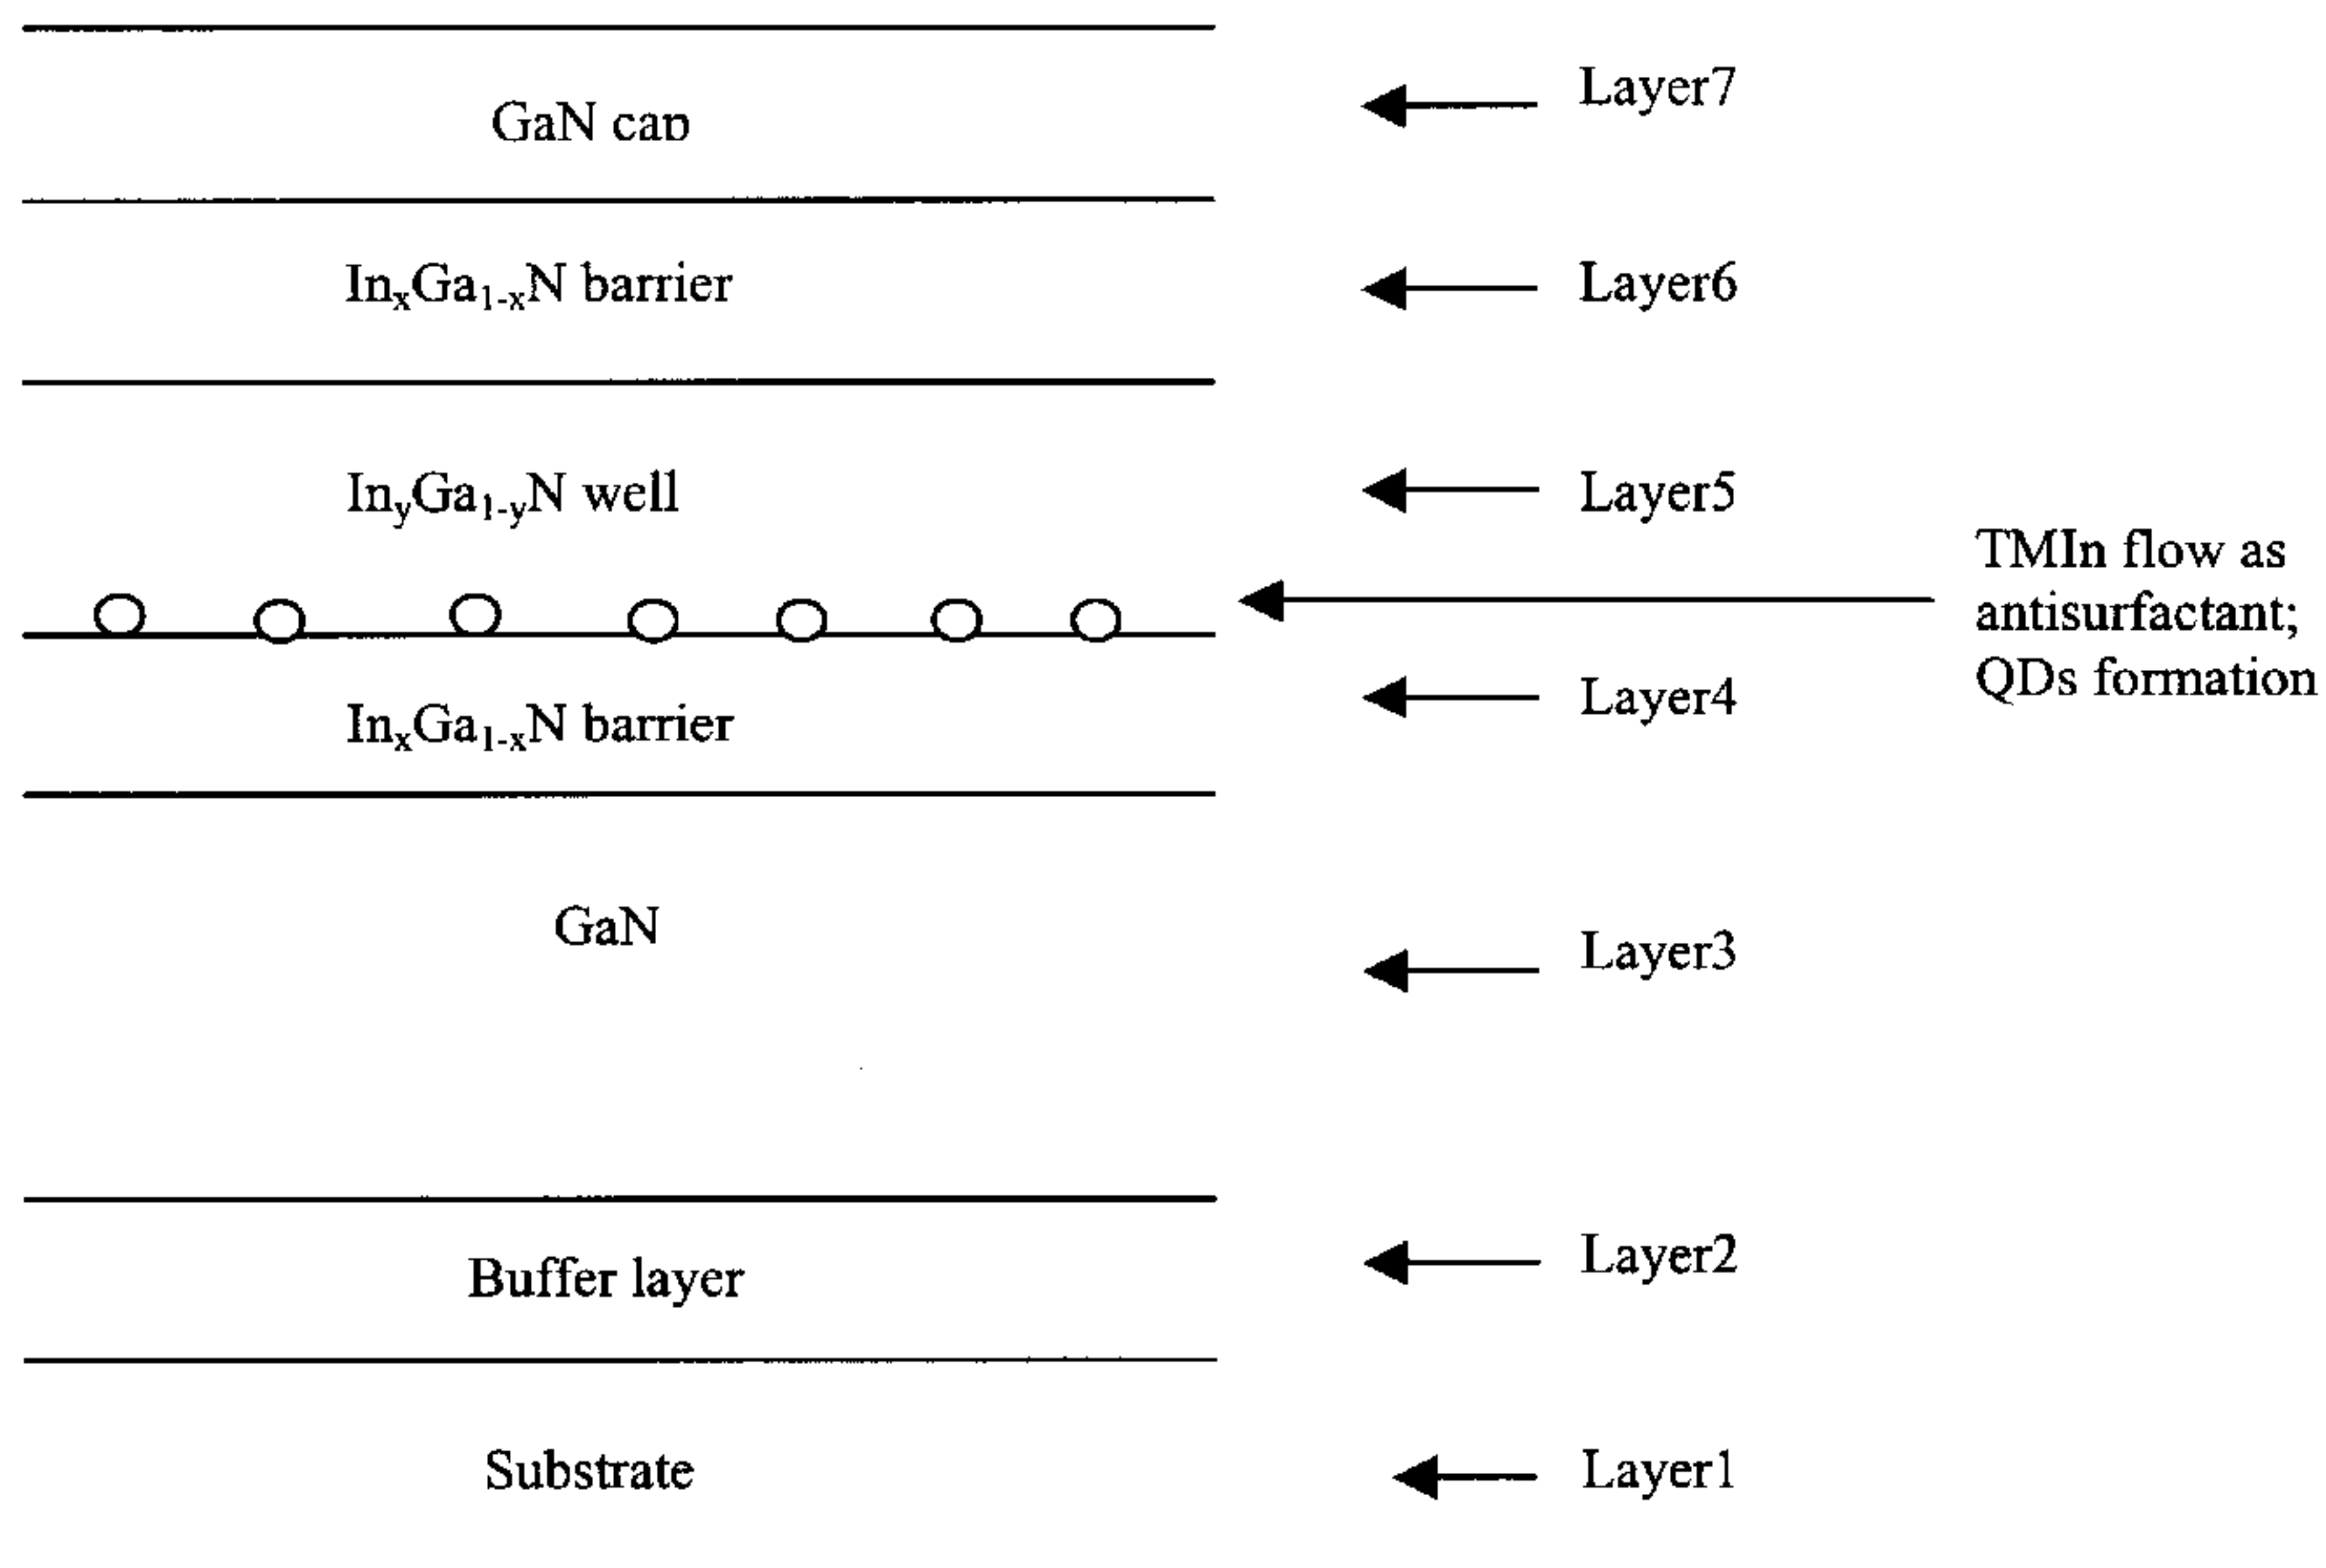 GaN cap
Layer7
InₓGa₁₋ₓN barrier
Layer6
InyGa1-yN well
Layer5
TMIn flow as
antisurfactant;
QDs formation
Layer4
InₓGa₁₋ₓN barrier
GaN
Layer3
Buffer layer
Layer2
Substrate
Layer1